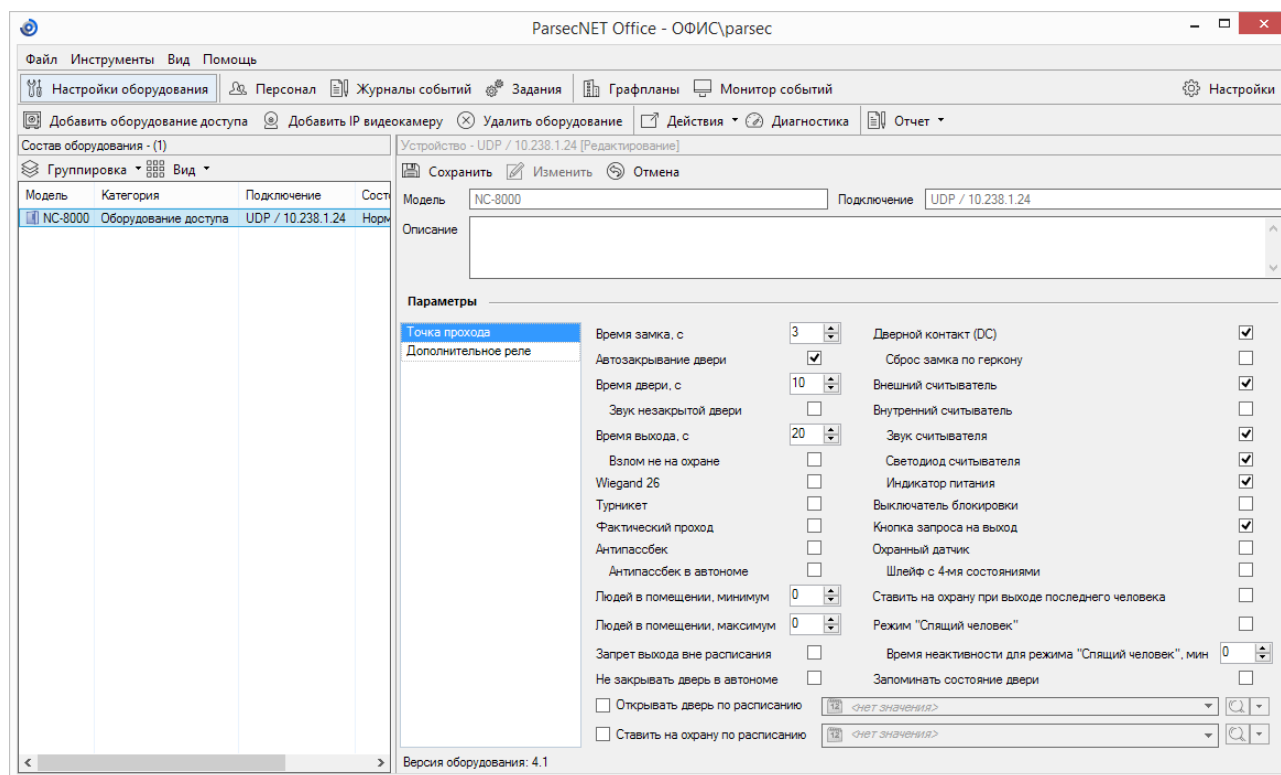 ParsecNET Office - ОФИС\parsec
Файл Инструменты Вид Помощь
Настройки оборудования Персонал Журналы событий Задания Графпланы Монитор событий Настройки
Добавить оборудование доступа Добавить IP видеокамеру Удалить оборудование Действия Диагностика Отчет
Состав оборудования - (1)
Группировка Вид
Модель Категория Подключение Состо
NC-8000 Оборудование доступа UDP / 10.238.1.24 Норм
Устройство - UDP / 10.238.1.24 [Редактирование]
Сохранить Изменить Отмена
Модель NC-8000 Подключение UDP / 10.238.1.24
Описание
Параметры
Точка прохода
Дополнительное реле
Время замка, с 3 Дверной контакт (DC)
Автозакрывание двери Сброс замка по геркону
Время двери, с 10 Внешний считыватель
Звук незакрытой двери Внутренний считыватель
Время выхода, с 20 Звук считывателя
Взлом не на охране Светодиод считывателя
Wiegand 26 Индикатор питания
Турникет Выключатель блокировки
Фактический проход Кнопка запроса на выход
Антипассбек Охранный датчик
Антипассбек в автономе Шлейф с 4-мя состояниями
Людей в помещении, минимум 0 Ставить на охрану при выходе последнего человека
Людей в помещении, максимум 0 Режим "Спящий человек"
Запрет выхода вне расписания Время неактивности для режима "Спящий человек", мин 0
Не закрывать дверь в автономе Запоминать состояние двери
Открывать дверь по расписанию 12 <нет значения>
Ставить на охрану по расписанию 12 <нет значения>
Версия оборудования: 4.1